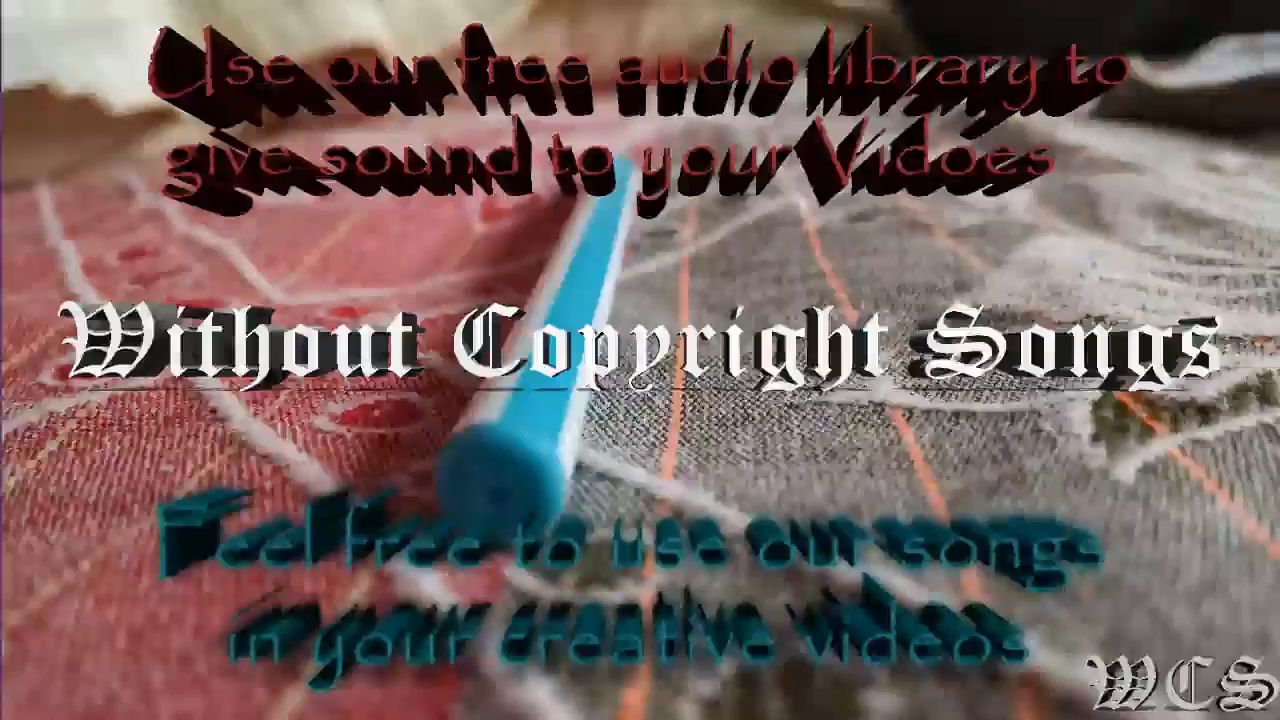 Use our free audio library to
give sound to your Vidoes
Without Copyright Songs
Feel free to use our songs
in your creative videos
WCS